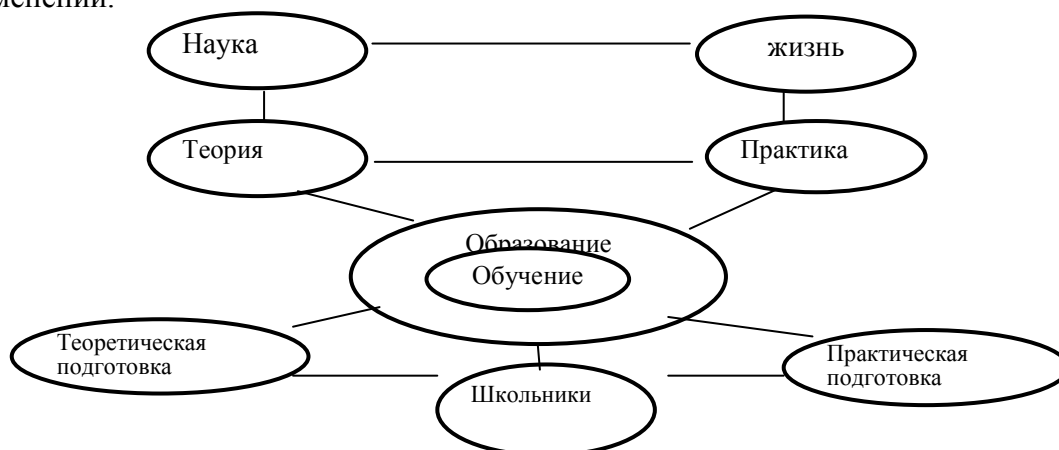 Наука
жизнь
Теория
Практика
Образование
Обучение
Теоретическая
подготовка
Школьники
Практическая
подготовка